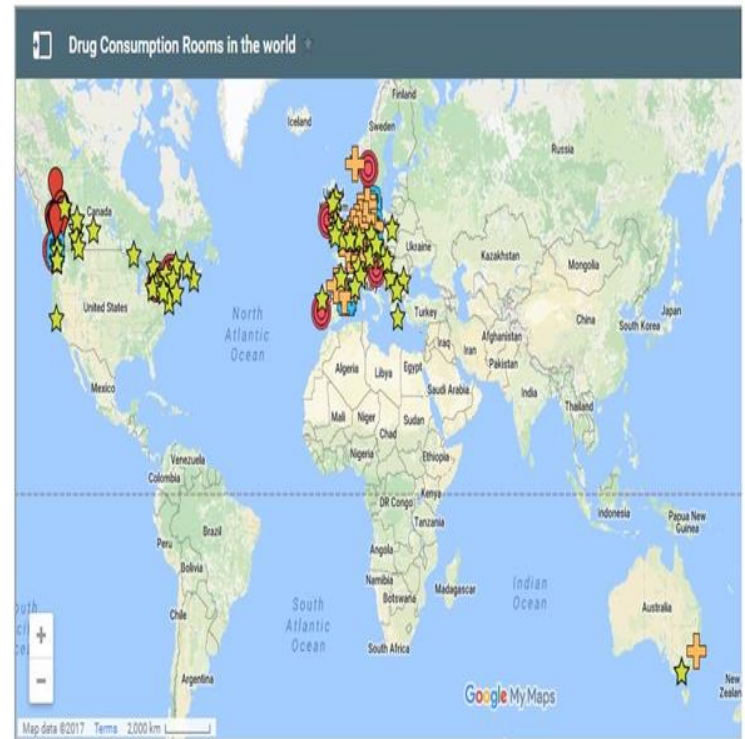 Drug Consumption Rooms in the world
Finland
Iceland
Sweden
Russia
Canada
Ukraine
Kazakhstan
Mongolia
United States
North
Atlantic
Ocean
Turkey
China
Japan
South Korea
Afghanistan
Iraq
Iran
Pakistan
Algeria
Libya
Egypt
Saudi Arabia
India
Thailand
Mexico
Mali
Niger
Chad
Sudan
Nigeria
Ethiopia
Venezuela
Colombia
DR Congo
Kenya
Tanzania
Indonesia
Papua New
Guinea
Peru
Brazil
Bolivia
Angola
Namibia
Botswana
Madagascar
Indian
Ocean
Australia
Chile
South
Atlantic
Ocean
South Africa
Argentina
New
Zealan
+
−
Google My Maps
Map data ©2017 Terms 2,000 km